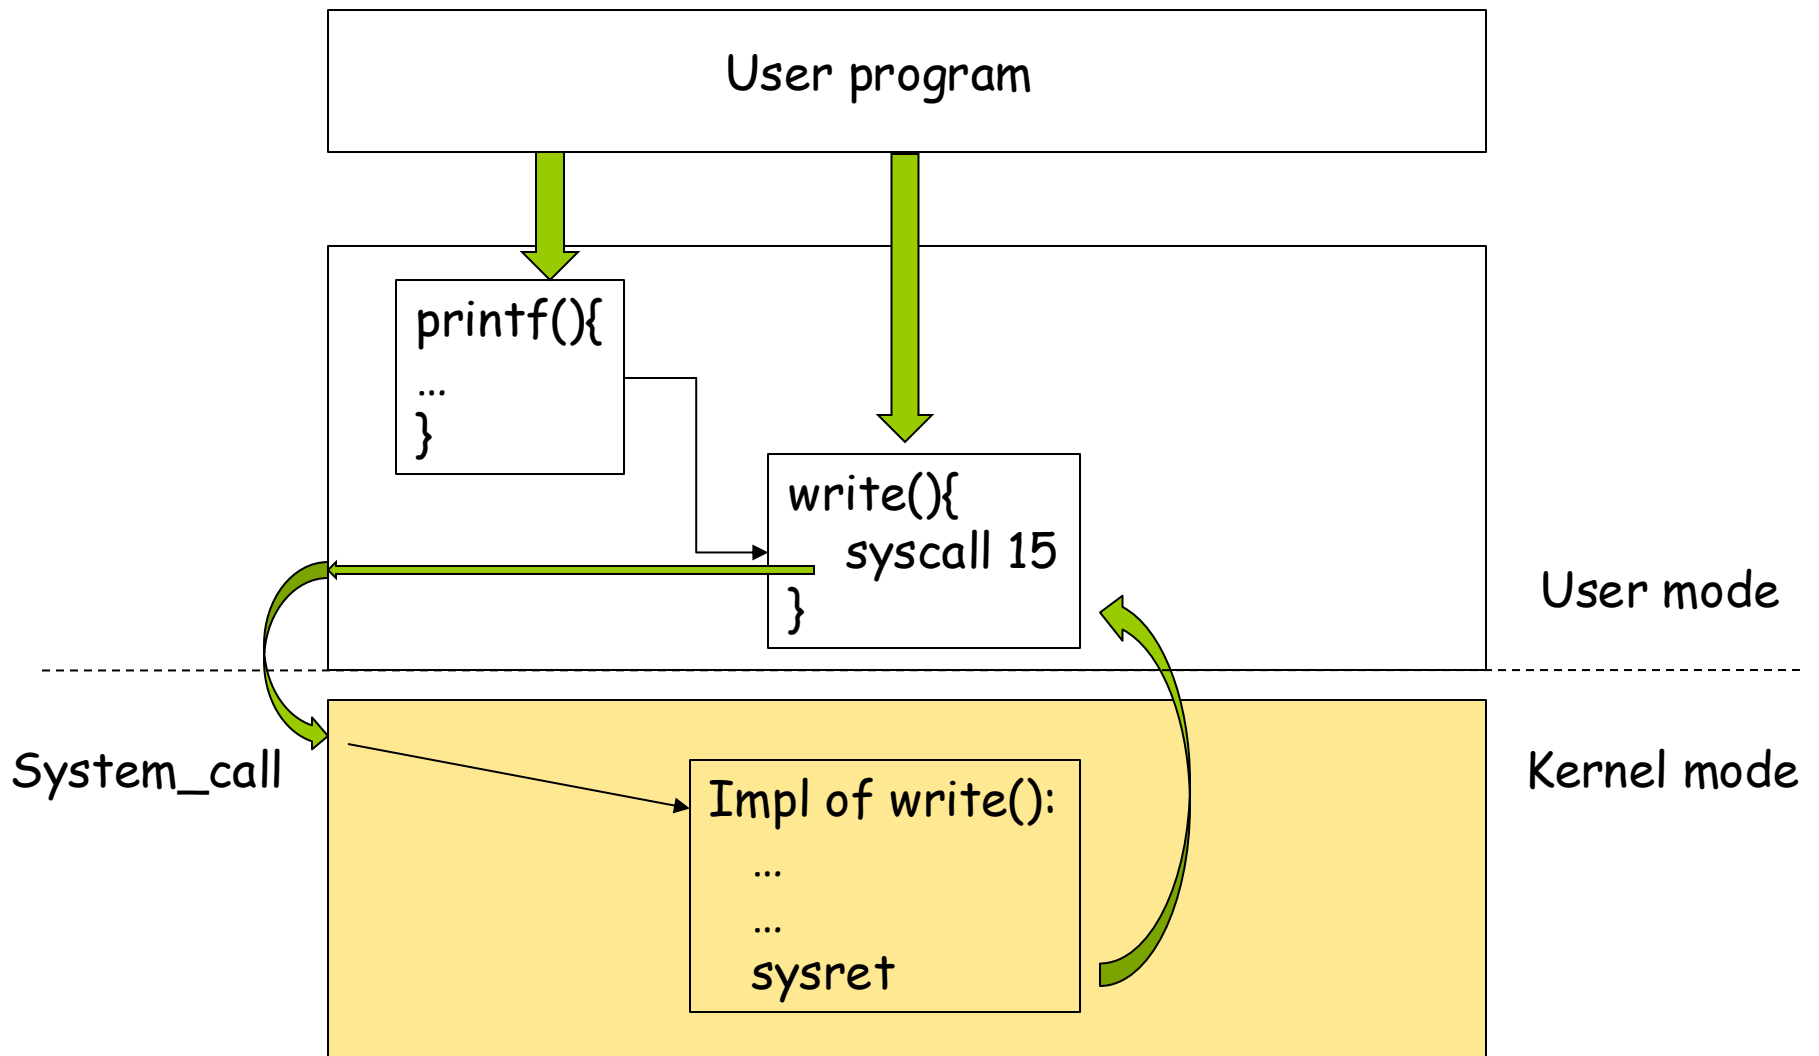 User program
printf(){
...
}
write(){
syscall 15
}
User mode
System_call
Kernel mode
Impl of write():
...
...
sysret